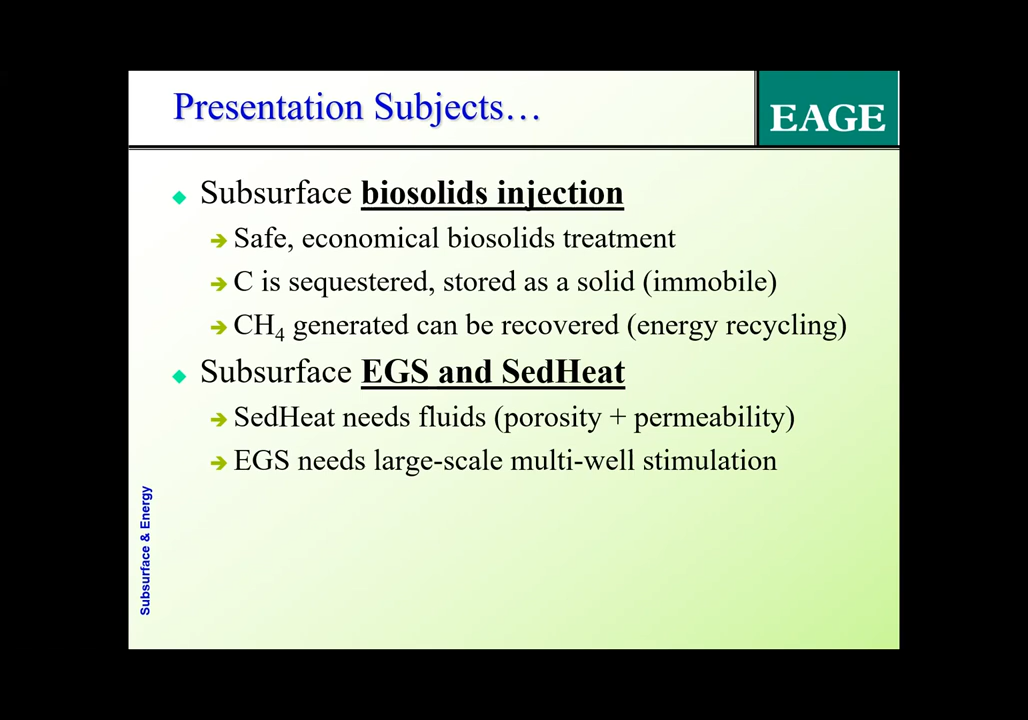 Presentation Subjects…
EAGE
Subsurface biosolids injection
Safe, economical biosolids treatment
C is sequestered, stored as a solid (immobile)
CH4 generated can be recovered (energy recycling)
Subsurface EGS and SedHeat
SedHeat needs fluids (porosity + permeability)
EGS needs large-scale multi-well stimulation
Subsurface & Energy